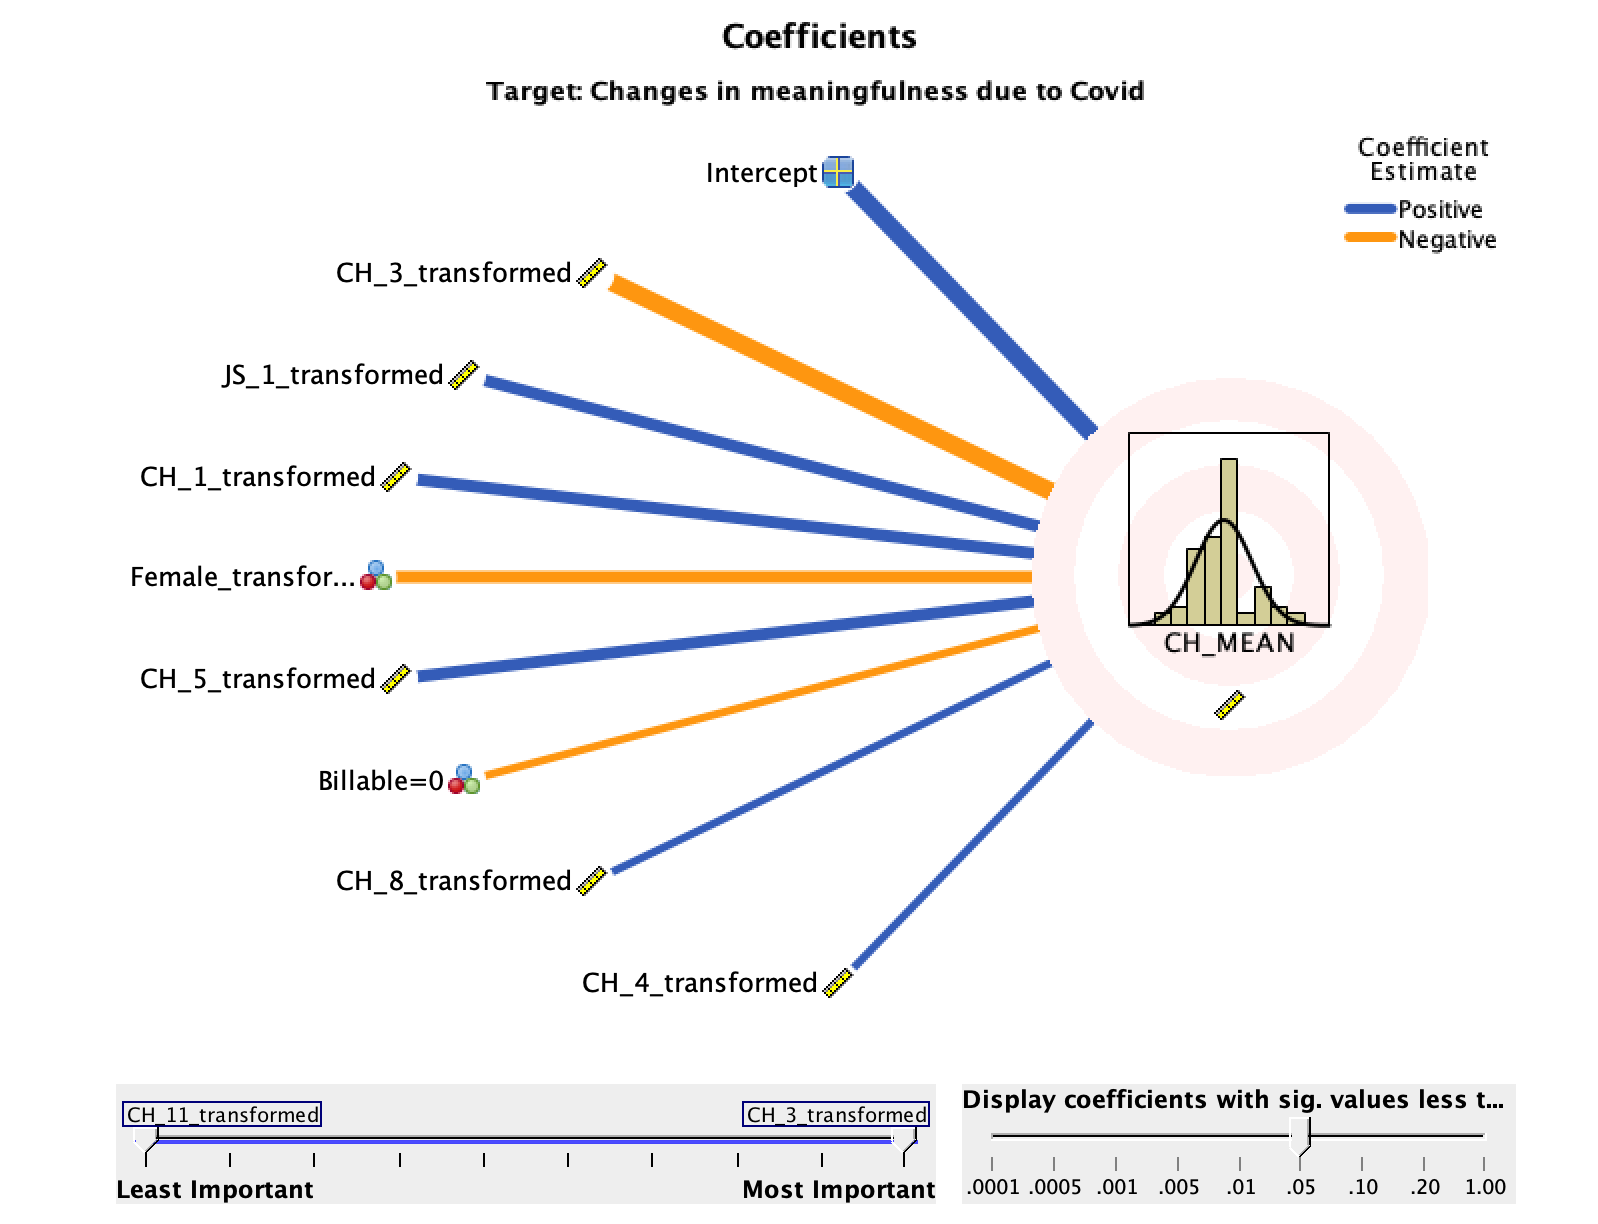 Coefficients
Target: Changes in meaningfulness due to Covid
Coefficient
Estimate
Positive
Negative
Intercept
CH_3_transformed
JS_1_transformed
CH_1_transformed
Female_transfor...
CH_5_transformed
Billable=0
CH_8_transformed
CH_4_transformed
CH_MEAN
CH_11_transformed
CH_3_transformed
Least Important
Most Important
Display coefficients with sig. values less t...
.0001 .0005 .001 .005 .01 .05 .10 .20 1.00